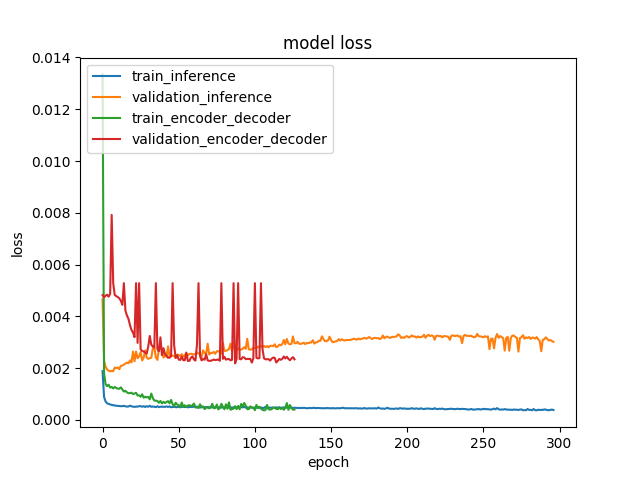 model loss
train_inference
validation_inference
train_encoder_decoder
validation_encoder_decoder
loss
0.014
0.012
0.010
0.008
0.006
0.004
0.002
0.000
0
50
100
150
200
250
300
epoch